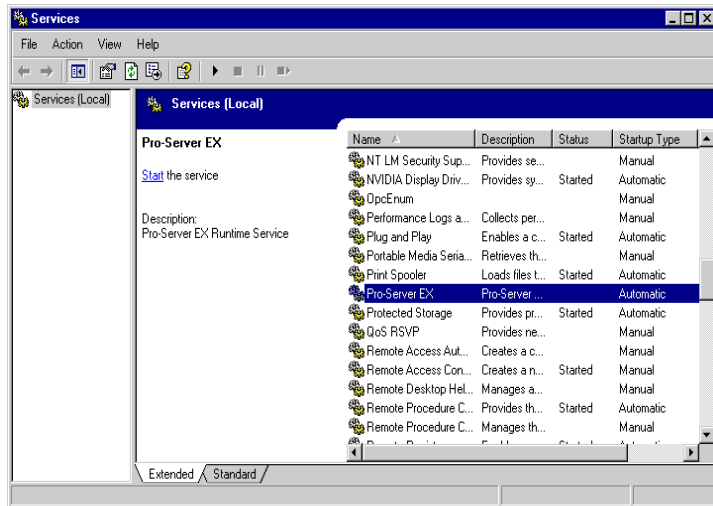 Services
File Action View Help
Services (Local)
Services (Local)
Pro-Server EX
Start the service
Description:
Pro-Server EX Runtime Service
Name Description Status Startup Type
NT LM Security Sup... Provides se... Manual
NVIDIA Display Driv... Provides sy... Started Automatic
OpcEnum Manual
Performance Logs a... Collects per... Manual
Plug and Play Enables a c... Started Automatic
Portable Media Seria... Retrieves th... Manual
Print Spooler Loads files t... Started Automatic
Pro-Server EX Pro-Server ... Automatic
Protected Storage Provides pr... Started Automatic
QoS RSVP Provides ne... Manual
Remote Access Aut... Creates a c... Manual
Remote Access Con... Creates a n... Started Manual
Remote Desktop Hel... Manages a... Manual
Remote Procedure C... Provides th... Started Automatic
Remote Procedure C... Manages th... Manual
Extended Standard